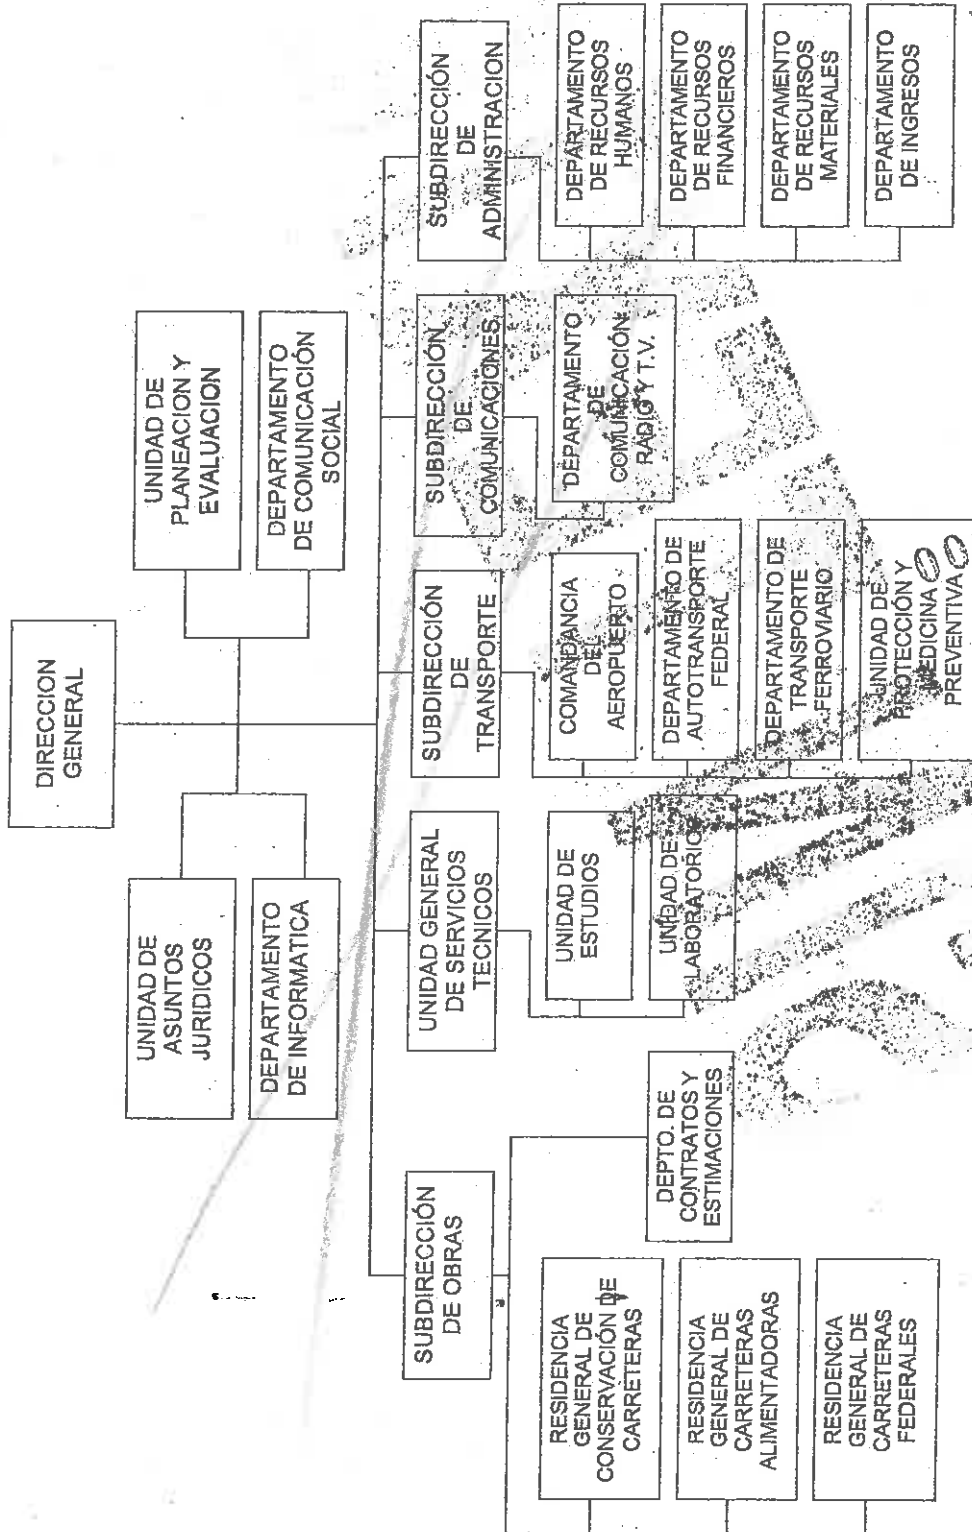 DIRECCION
GENERAL
UNIDAD DE
ASUNTOS
JURIDICOS
UNIDAD DE
PLANEACION Y
EVALUACION
DEPARTAMENTO
DE INFORMATICA
DEPARTAMENTO
DE COMUNICACIÓN
SOCIAL
SUBDIRECCIÓN
DE OBRAS
UNIDAD GENERAL
DE SERVICIOS
TECNICOS
SUBDIRECCIÓN
DE
TRANSPORTE
SUBDIRECCIÓN
DE
COMUNICACIONES
SUBDIRECCIÓN
DE
ADMINISTRACION
RESIDENCIA
GENERAL DE
CONSERVACIÓN DE
CARRETERAS
RESIDENCIA
GENERAL DE
CARRETERAS
ALIMENTADORAS
RESIDENCIA
GENERAL DE
CARRETERAS
FEDERALES
DEPTO. DE
CONTRATOS Y
ESTIMACIONES
UNIDAD DE
ESTUDIOS
UNIDAD DE
LABORATORIOS
COMANDANCIA
DEL
AEROPUERTO
DEPARTAMENTO DE
AUTOTRANSPORTE
FEDERAL
DEPARTAMENTO DE
TRANSPORTE
FERROVIARIO
UNIDAD DE
PROTECCIÓN Y
MEDICINA
PREVENTIVA
DEPARTAMENTO
DE
COMUNICACIÓN
RADIO Y T.V.
DEPARTAMENTO
DE RECURSOS
HUMANOS
DEPARTAMENTO
DE RECURSOS
FINANCIEROS
DEPARTAMENTO
DE RECURSOS
MATERIALES
DEPARTAMENTO
DE INGRESOS